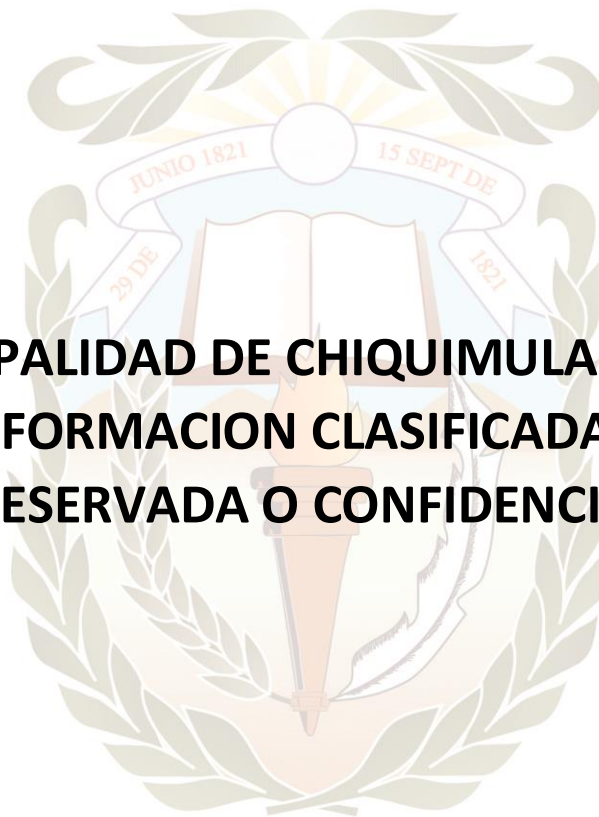 JUNIO 1821
15 SEPT DE
29 DE
1821
PALIDAD DE CHIQUIMULA
FORMACION CLASIFICADA
ESERVADA O CONFIDENCI